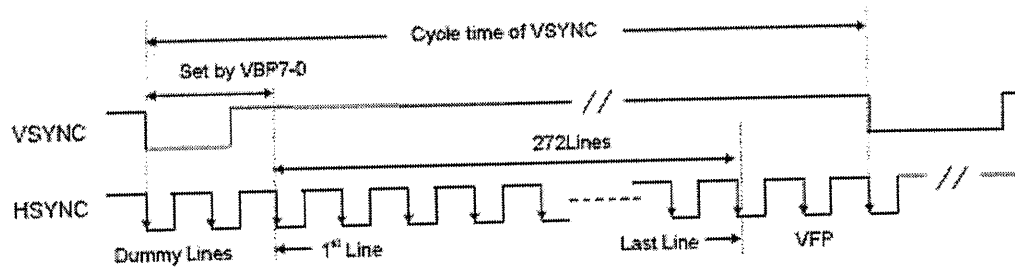 Cycle time of VSYNC
Set by VBP7-0
VSYNC
272Lines
HSYNC
Dummy Lines
1st Line
Last Line
VFP